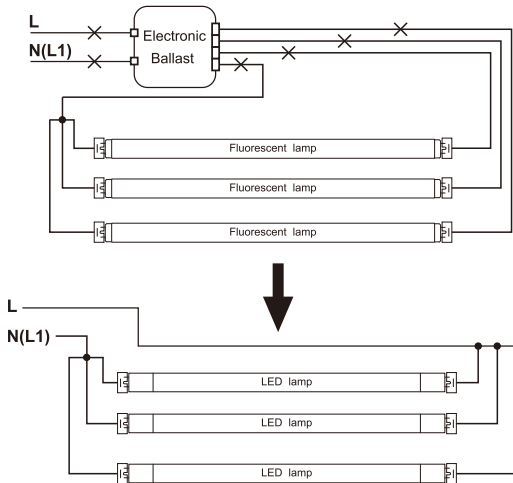 L
N(L1)
Electronic
Ballast
Fluorescent lamp
Fluorescent lamp
Fluorescent lamp
L
N(L1)
LED lamp
LED lamp
LED lamp